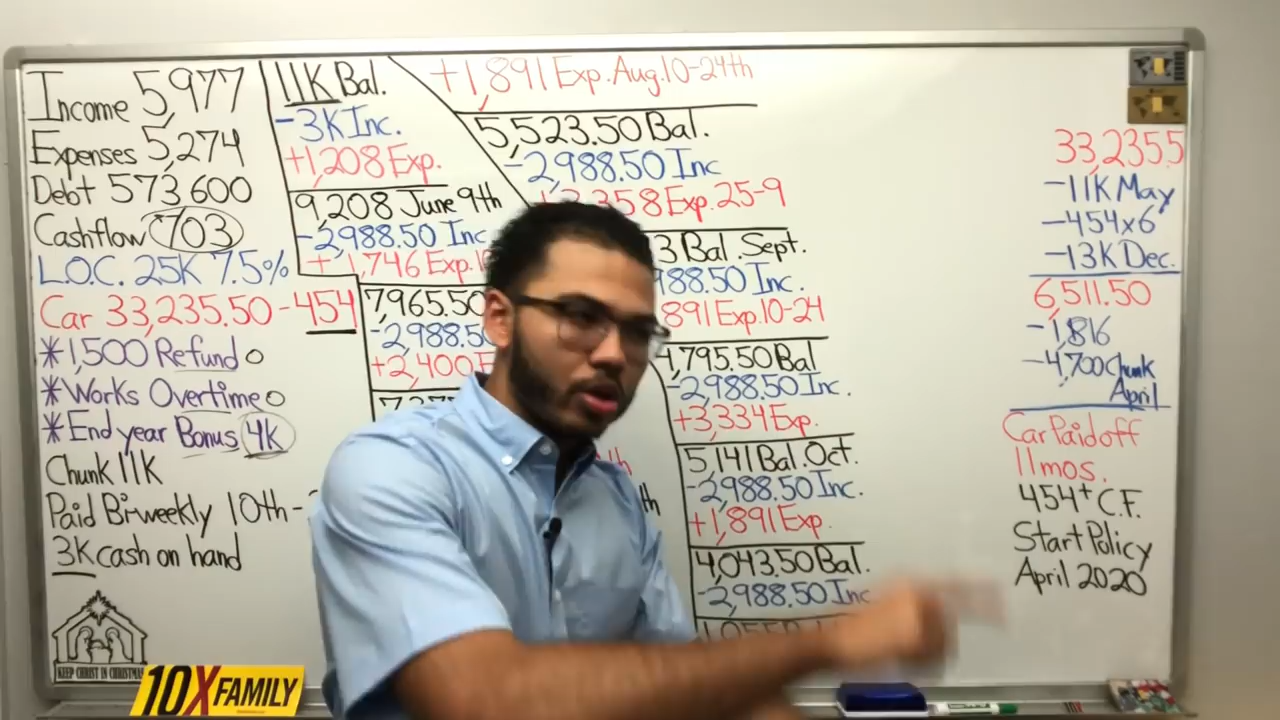 Income 5,977
Expenses 5,274
Debt 573600
Cashflow 703
L.O.C. 25K 7.5%
Car 33,235.50 - 454
*1,500 Refund
*Works Overtime
*End year Bonus 4K
Chunk 11K
Paid Bi-weekly 10th-
3K cash on hand
KEEP CHRIST IN CHRISTMAS
10X FAMILY
11K Bal.
-3K Inc.
+1,208 Exp.
9,208 June 9th
-2988.50 Inc
+1,746 Exp.
7,965.50
-2,988.50
+2,400
+1,891 Exp. Aug. 10-24th
5,523.50 Bal.
-2,988.50 Inc
358 Exp. 25-9
3 Bal. Sept.
988.50 Inc.
891 Exp. 10-24
4,795.50 Bal
-2,988.50 Inc.
+3,334 Exp.
5,141 Bal. Oct.
-2,988.50 Inc.
+1,891 Exp.
4,043.50 Bal.
-2,988.50 Inc
33,235.5
-11K May
-454x6
-13K Dec.
6,511.50
-1,816
-4,700 Chunk
April
Car Paid off
11 mos.
454+ C.F.
Start Policy
April 2020